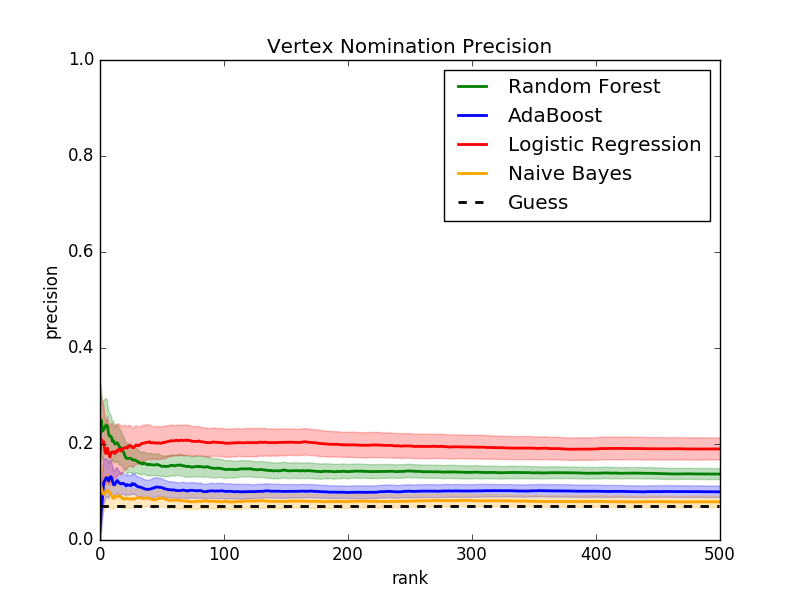 Vertex Nomination Precision
1.0
0.8
0.6
0.4
0.2
0.0
precision
Random Forest
AdaBoost
Logistic Regression
Naive Bayes
Guess
0 100 200 300 400 500
rank